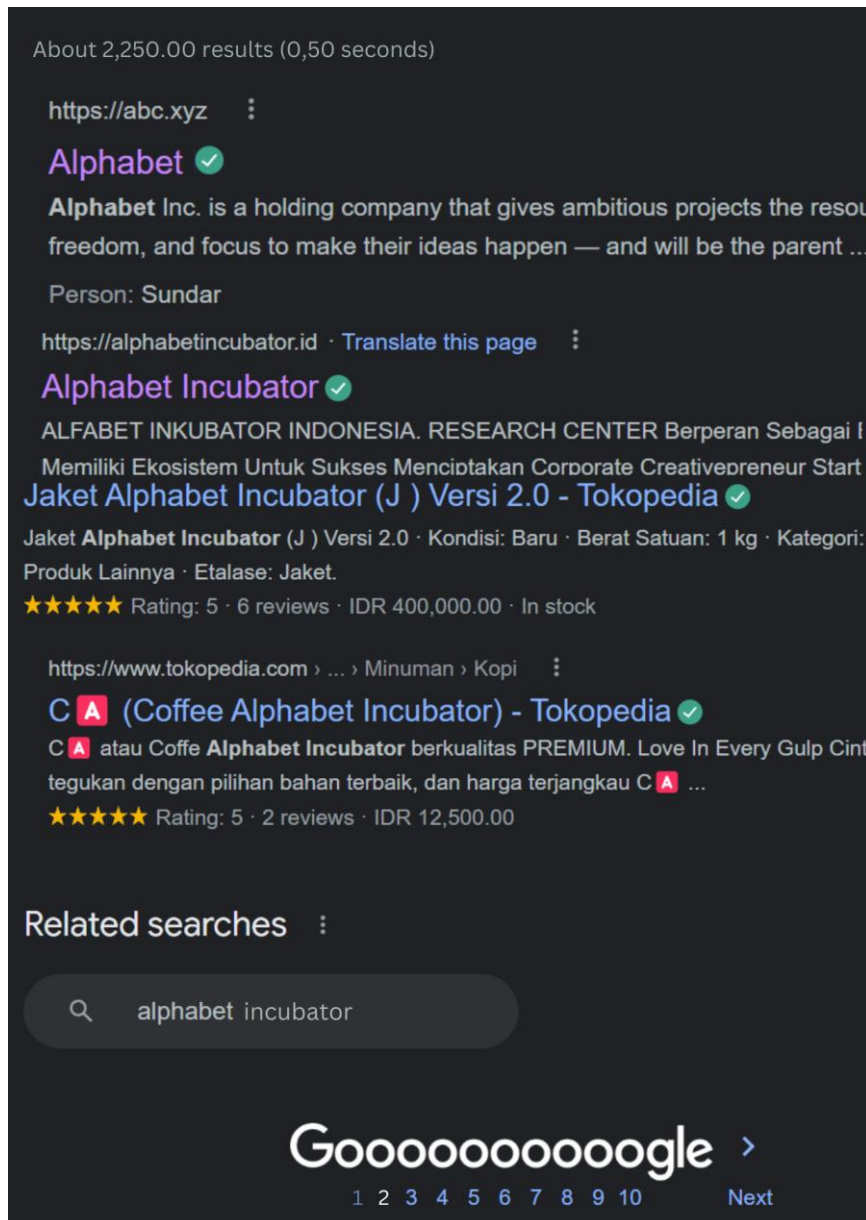 About 2,250.00 results (0,50 seconds)
https://abc.xyz
Alphabet
Alphabet Inc. is a holding company that gives ambitious projects the
freedom, and focus to make their ideas happen — and will be the parent ...
Person: Sundar
https://alphabetincubator.id · Translate this page
Alphabet Incubator
ALFABET INKUBATOR INDONESIA. RESEARCH CENTER Berperan Sebagai
Memiliki Ekosistem Untuk Sukses Menciptakan Corporate Creativepreneur Start
Jaket Alphabet Incubator (J ) Versi 2.0 - Tokopedia
Jaket Alphabet Incubator (J ) Versi 2.0 · Kondisi: Baru · Berat Satuan: 1 kg · Kategori:
Produk Lainnya · Etalase: Jaket.
Rating: 5 · 6 reviews · IDR 400,000.00 · In stock
https://www.tokopedia.com › ... › Minuman › Kopi
C A (Coffee Alphabet Incubator) - Tokopedia
C A atau Coffe Alphabet Incubator berkualitas PREMIUM. Love In Every Gulp
tegukan dengan pilihan bahan terbaik, dan harga terjangkau C A ...
Rating: 5 · 2 reviews · IDR 12,500.00
Related searches
alphabet incubator
Goooooooooogle >
1 2 3 4 5 6 7 8 9 10 Next